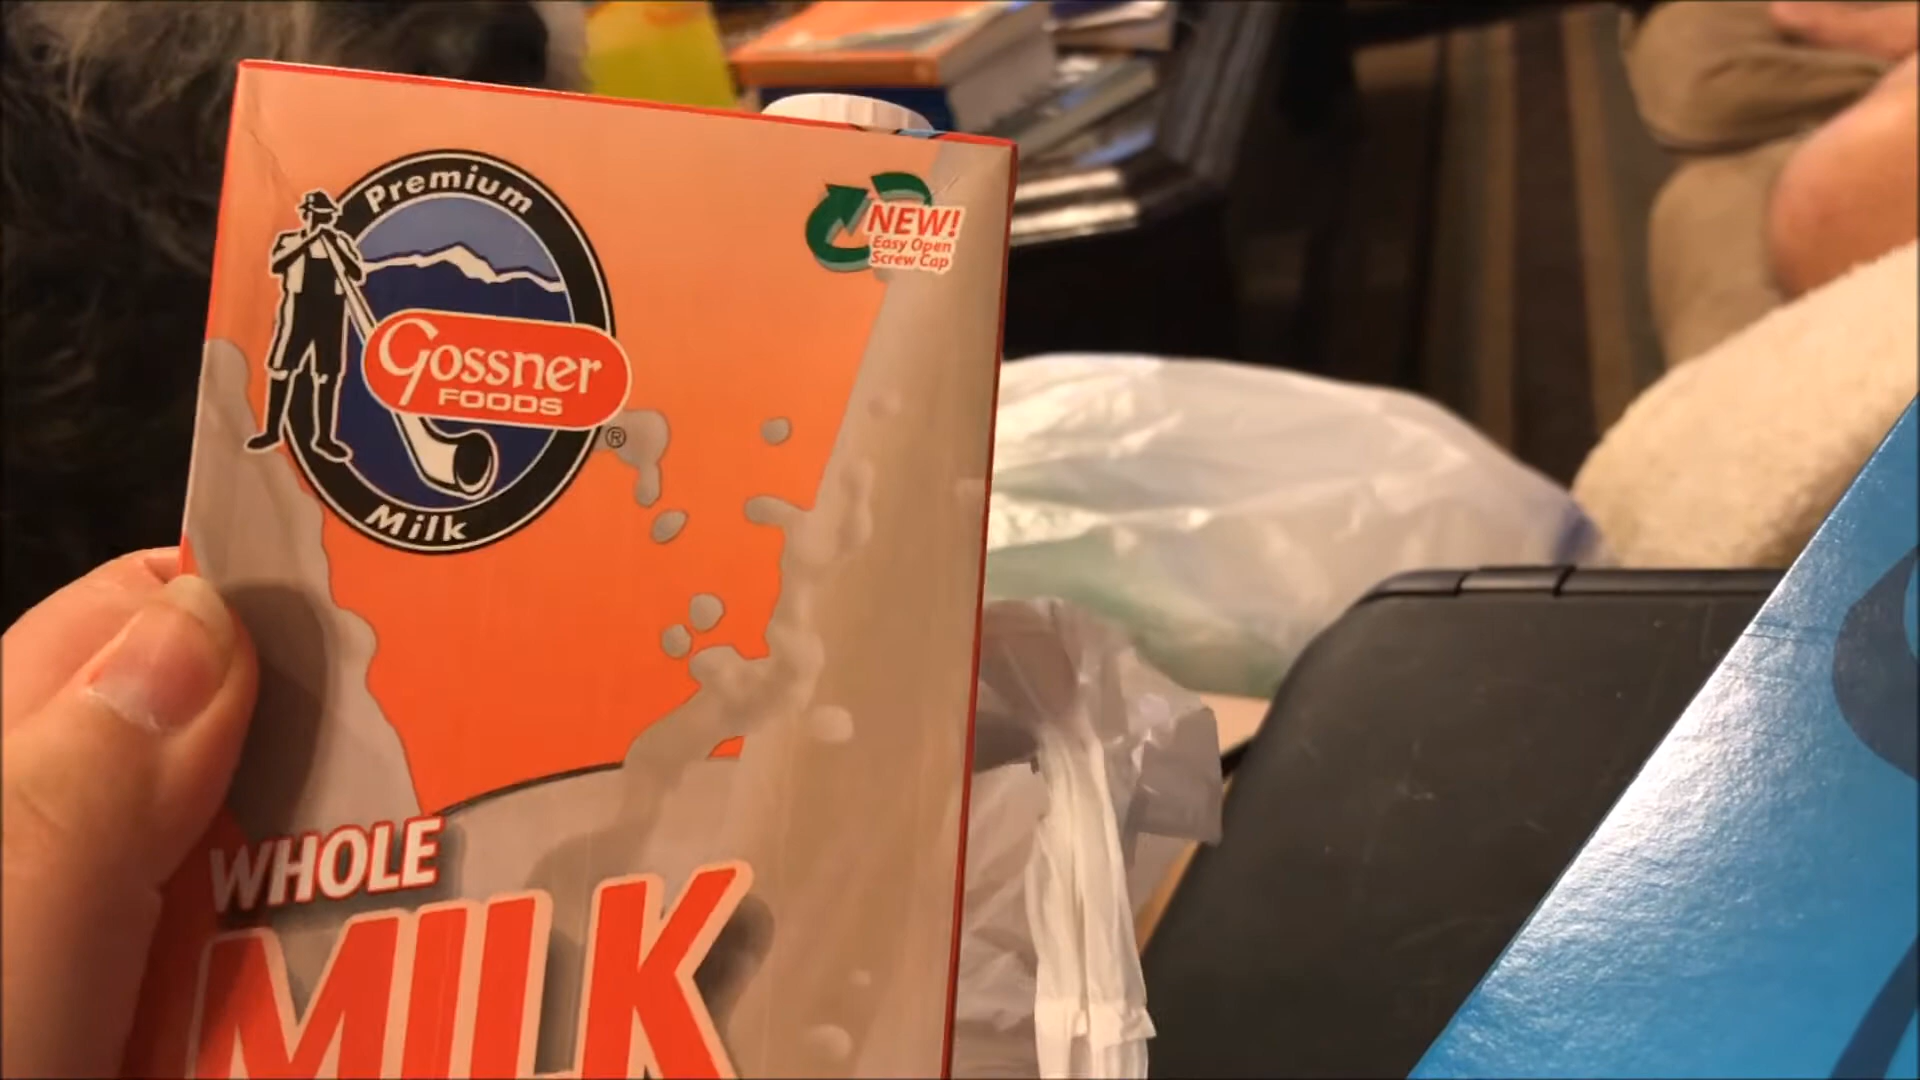 Premium
NEW!
Easy Open
Screw Cap
Gossner
FOODS
®
Milk
WHOLE
MILK